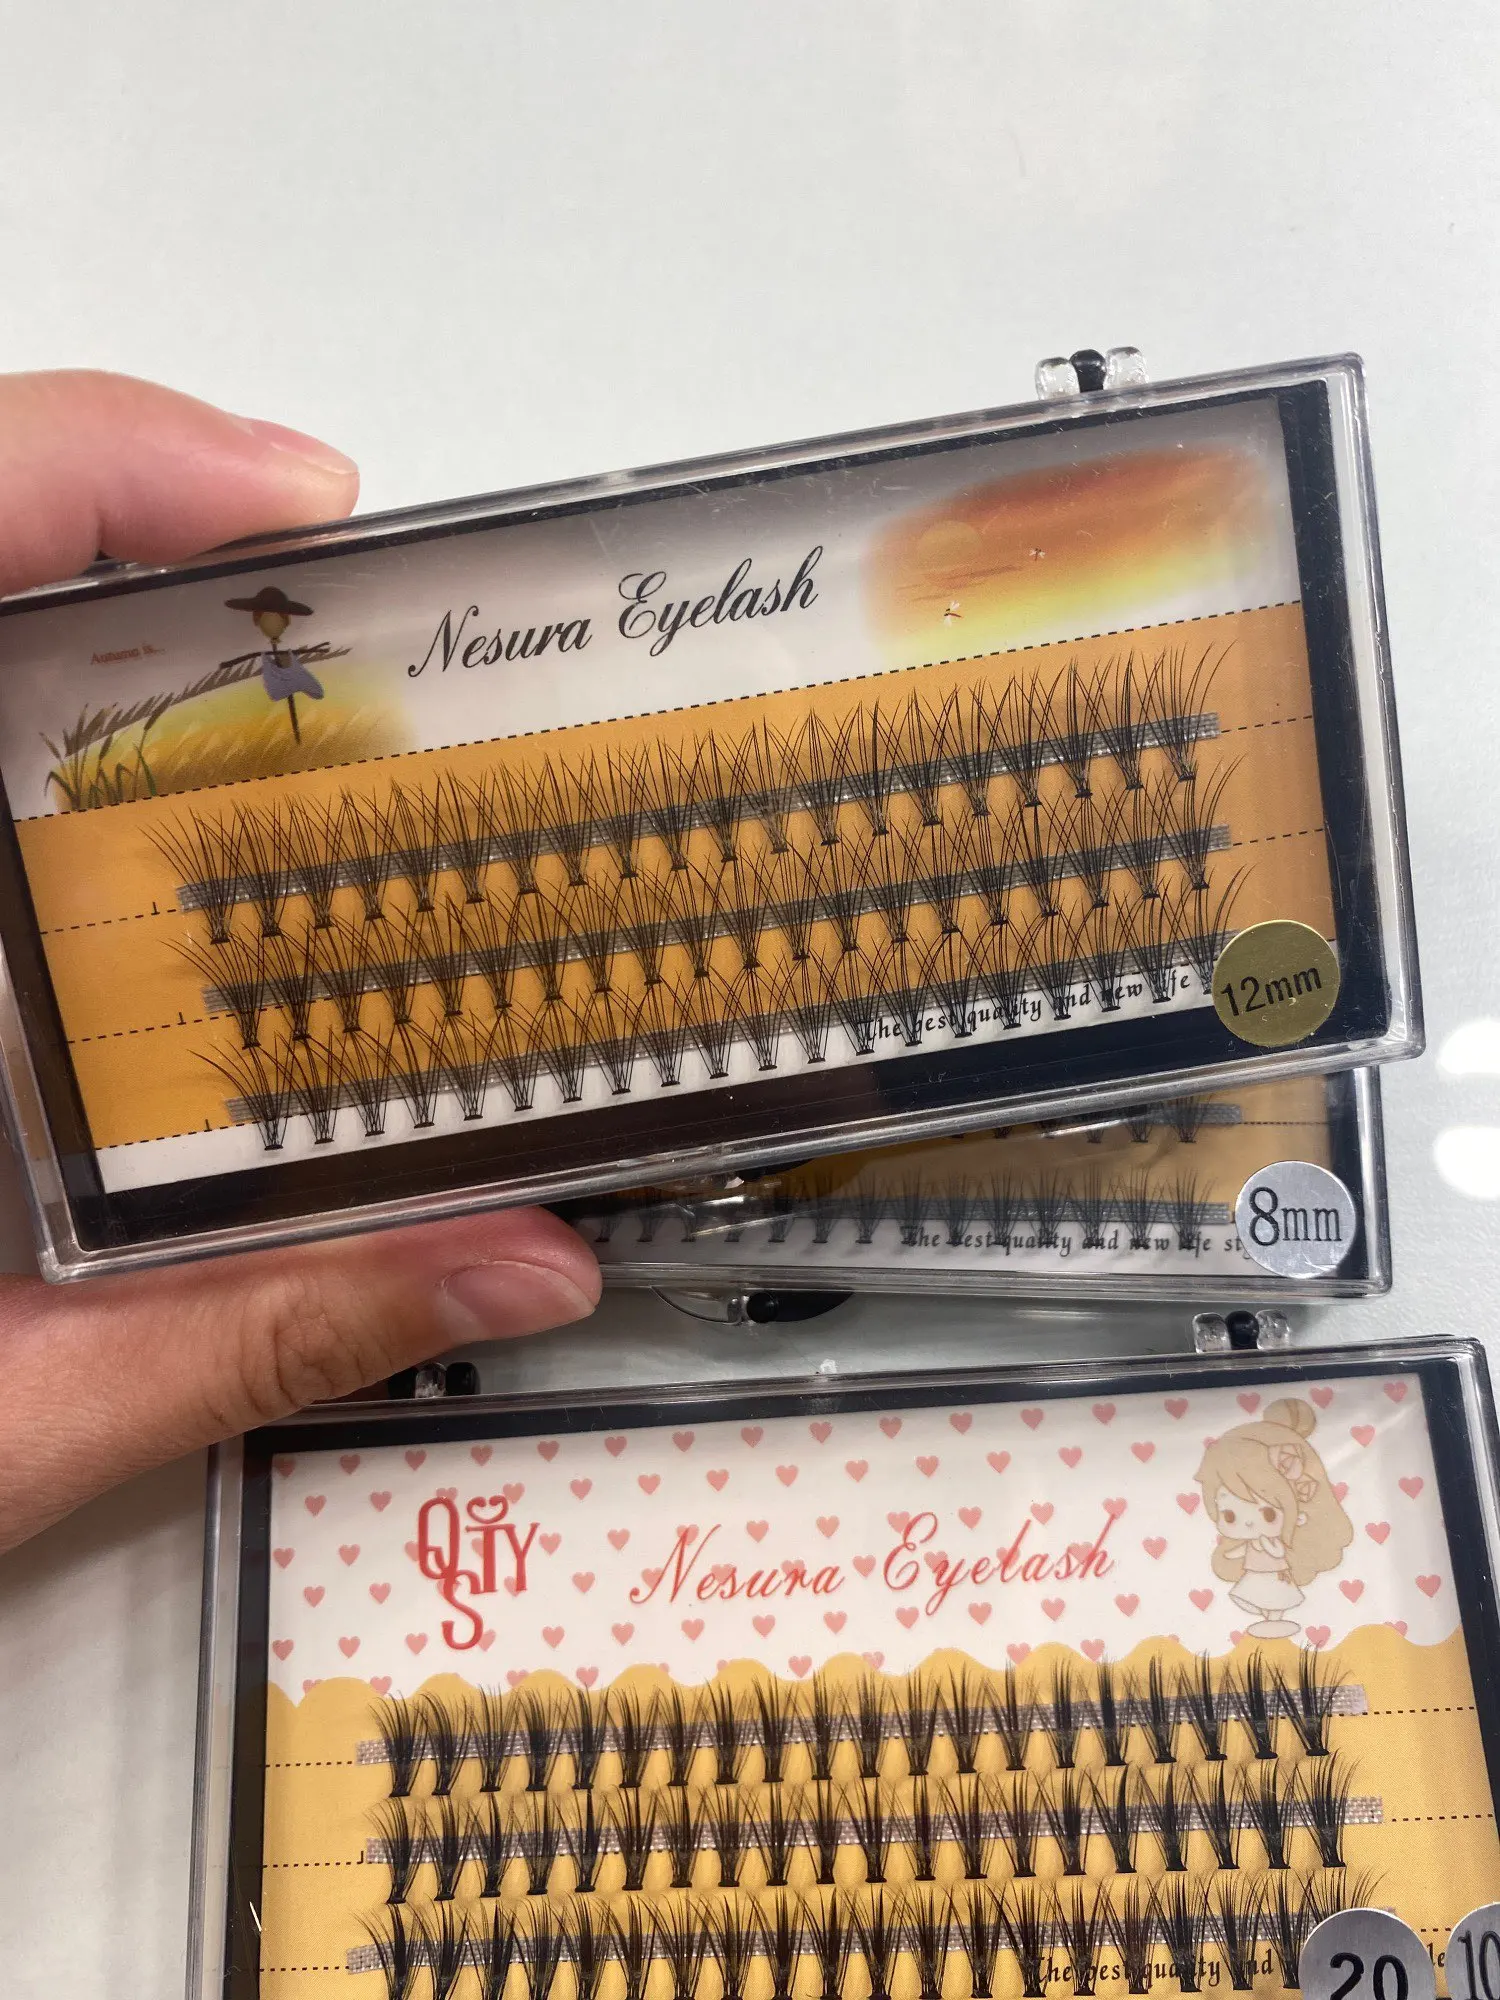 Autumn is...
Nesura Eyelash
The best quality and new life
12mm
The best quality and new life
8mm
QSTY
S
Nesura Eyelash
The best quality and
20
10